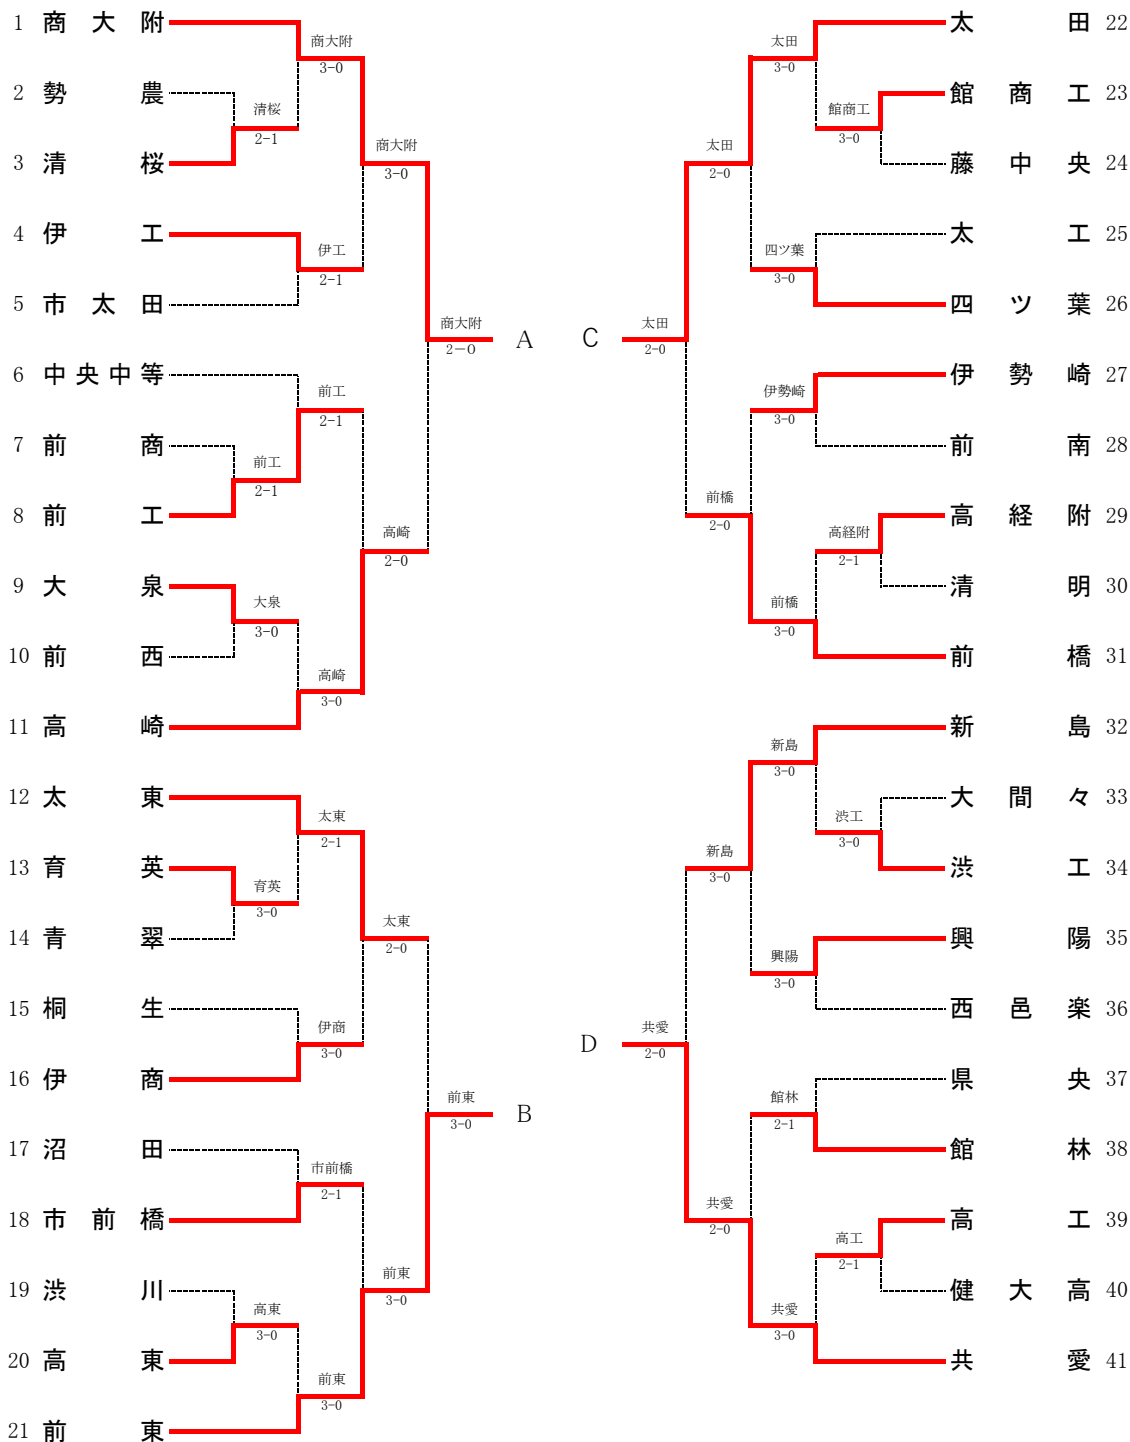 1 商大附
2 勢農
3 清桜
4 伊工
5 市太田
6 中央中等
7 前商
8 前工
9 大泉
10 前西
11 高崎
12 太東
13 育英
14 青翠
15 桐生
16 伊商
17 沼田
18 市前橋
19 渋川
20 高東
21 前東
清桜
2-1
前工
2-1
大泉
3-0
育英
3-0
高東
3-0
商大附
3-0
伊工
2-1
前工
2-1
高崎
3-0
太東
2-1
伊商
3-0
市前橋
2-1
前東
3-0
商大附
3-0
高崎
2-0
太東
2-0
前東
3-0
商大附
2−0
A
前東
3-0
B
C
太田
2-0
D
共愛
2-0
太田
2-0
前橋
2-0
新島
3-0
共愛
2-0
太田
3-0
四ツ葉
3-0
伊勢崎
3-0
前橋
3-0
新島
3-0
興陽
3-0
館林
2-1
共愛
3-0
館商工
3-0
高経附
2-1
渋工
3-0
高工
2-1
太田 22
館商工 23
藤中央 24
太工 25
四ツ葉 26
伊勢崎 27
前南 28
高経附 29
清明 30
前橋 31
新島 32
大間々 33
渋工 34
興陽 35
西邑楽 36
県央 37
館林 38
高工 39
健大高 40
共愛 41